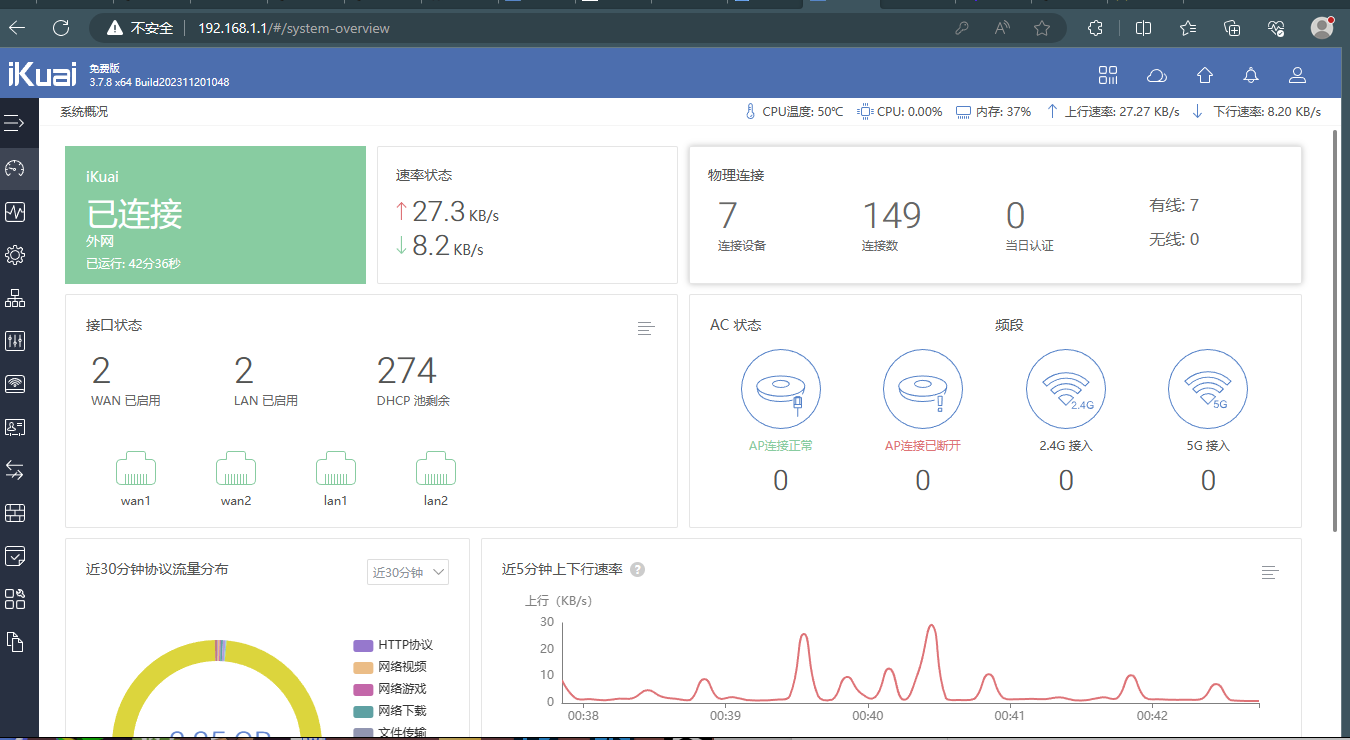 不安全
192.168.1.1/#/system-overview
iKuai
免费版
3.7.8 x64 Build202311201048
系统概况
CPU温度: 50℃
CPU: 0.00%
内存: 37%
上行速率: 27.27 KB/s
下行速率: 8.20 KB/s
iKuai
已连接
外网
已运行: 42分36秒
速率状态
27.3 KB/s
8.2 KB/s
物理连接
7
连接设备
149
连接数
0
当日认证
有线: 7
无线: 0
接口状态
2
WAN 已启用
2
LAN 已启用
274
DHCP 池剩余
wan1
wan2
lan1
lan2
AC 状态
频段
2.4G
5G
AP连接正常
AP连接已断开
2.4G 接入
5G 接入
0
0
0
0
近30分钟协议流量分布
近30分钟
HTTP协议
网络视频
网络游戏
网络下载
文件传输
近5分钟上下行速率
上行（KB/s）
30
20
10
0
00:38
00:39
00:40
00:41
00:42